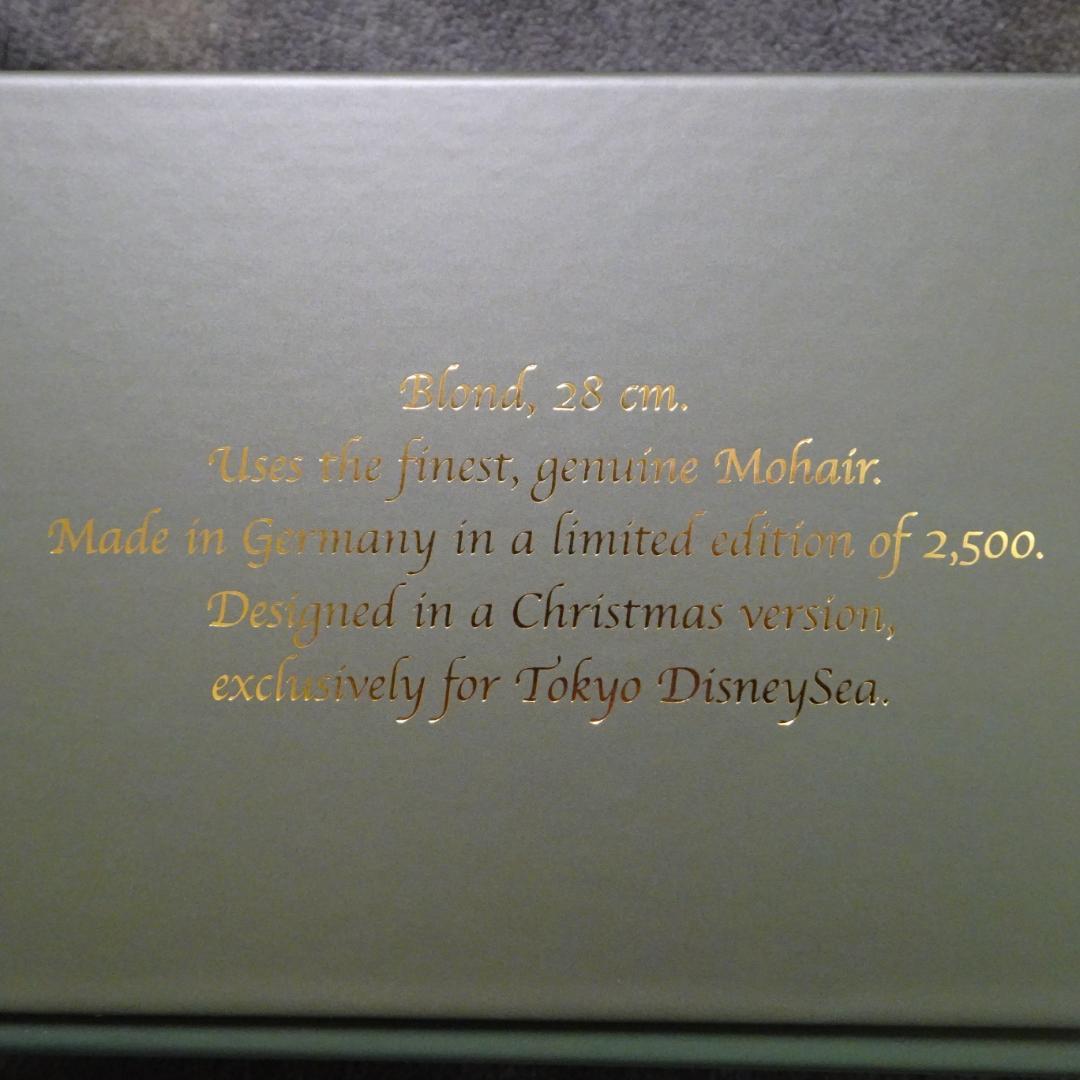 Blond, 28 cm.
Uses the finest, genuine Mohair.
Made in Germany in a limited edition of 2,500.
Designed in a Christmas version,
exclusively for Tokyo DisneySea.